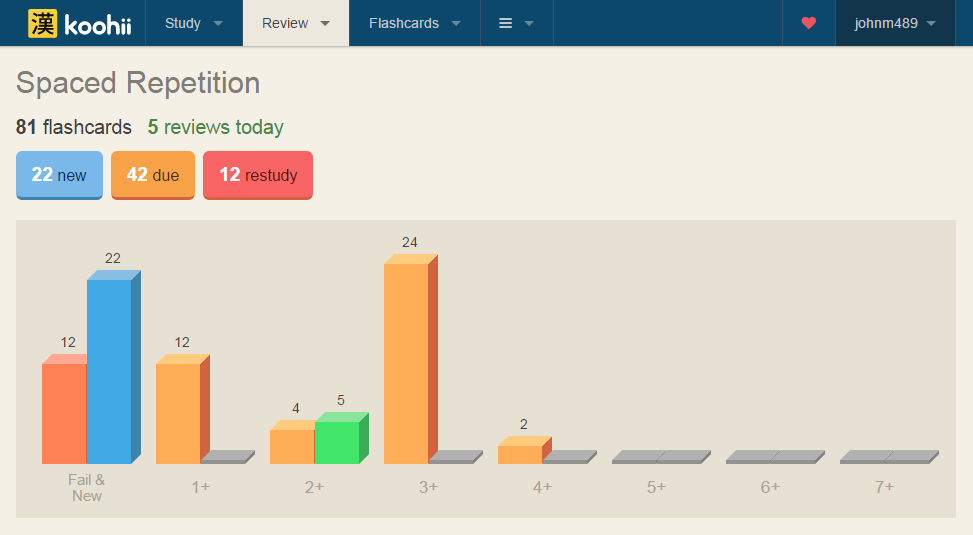 漢 koohii Study Review Flashcards johnm489
Spaced Repetition
81 flashcards 5 reviews today
22 new 42 due 12 restudy
24
22
12 12
4 5
2
Fail &
New 1+ 2+ 3+ 4+ 5+ 6+ 7+